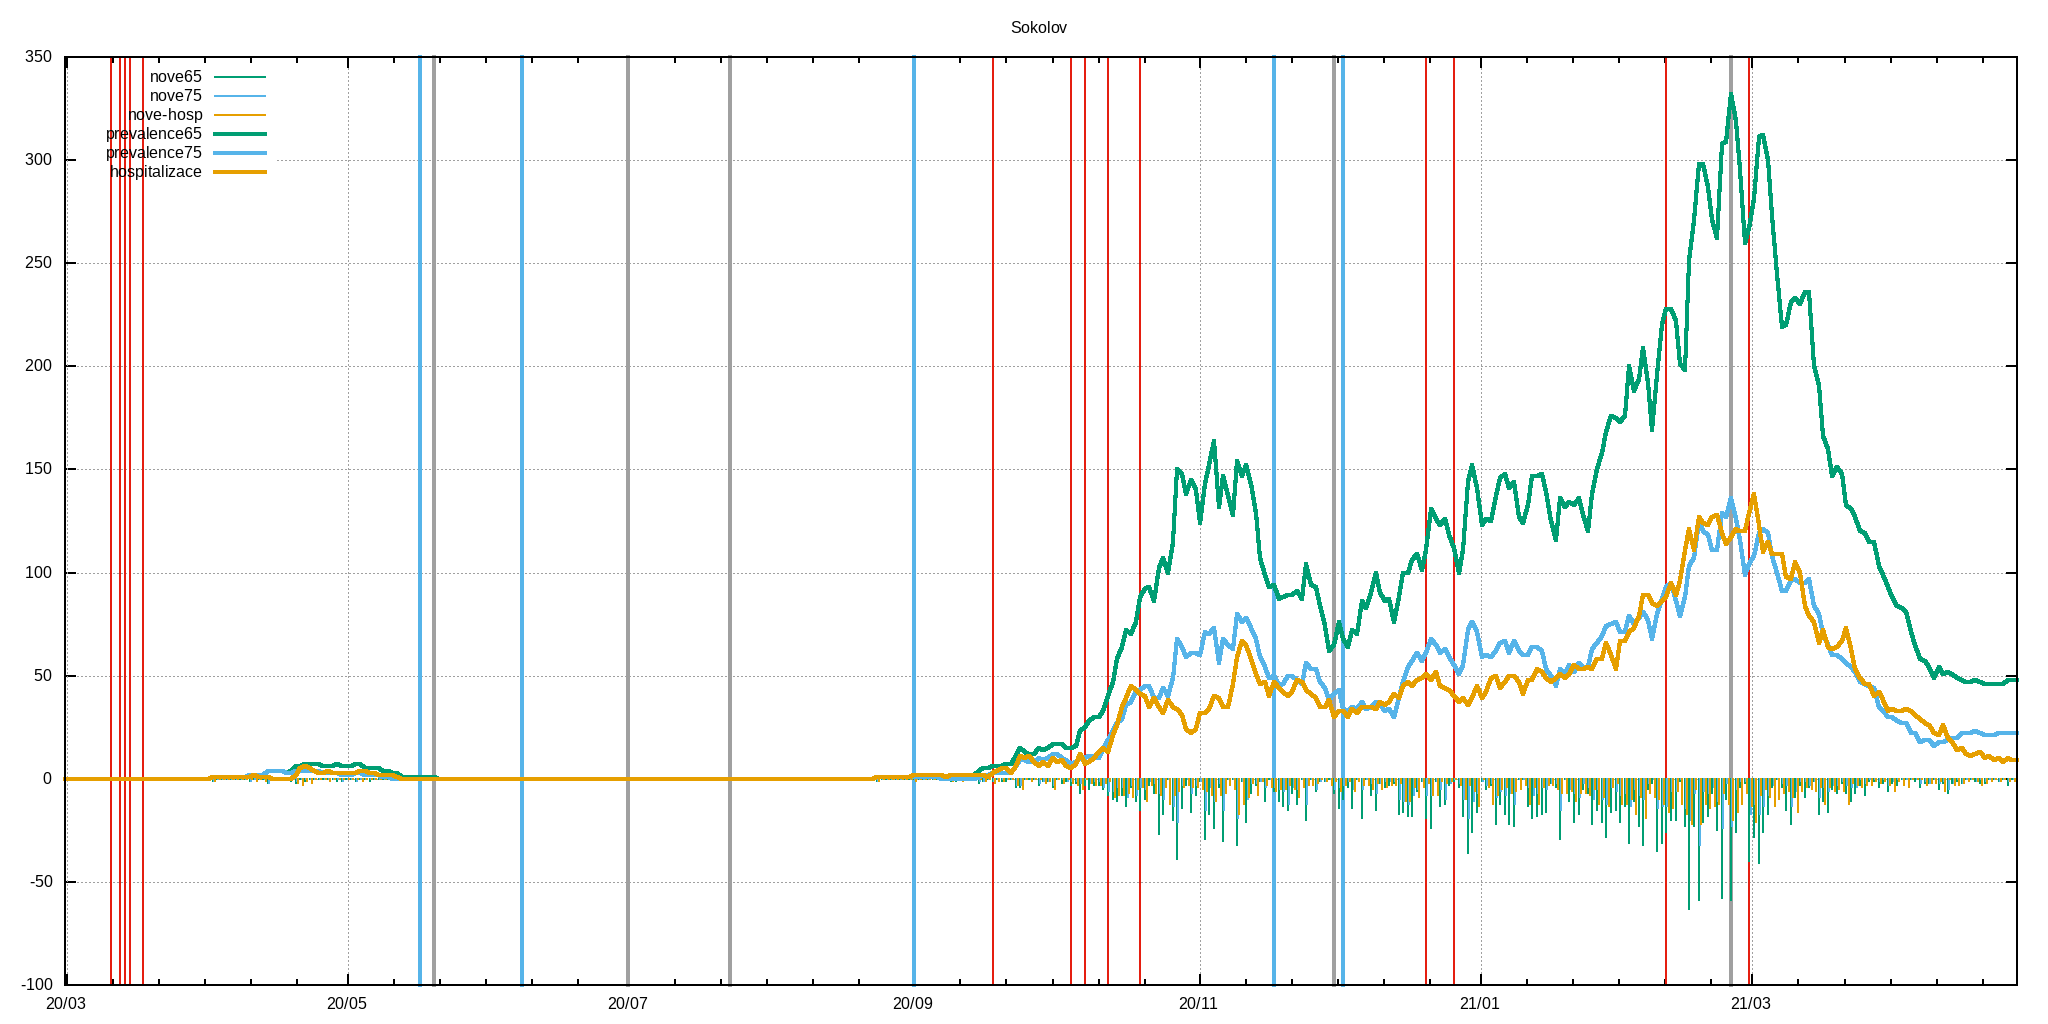 Sokolov
350
300
250
200
150
100
50
0
-50
-100
nove65
nove75
nove-hosp
prevalence65
prevalence75
hospitalizace
20/03 20/05 20/07 20/09 20/11 21/01 21/03